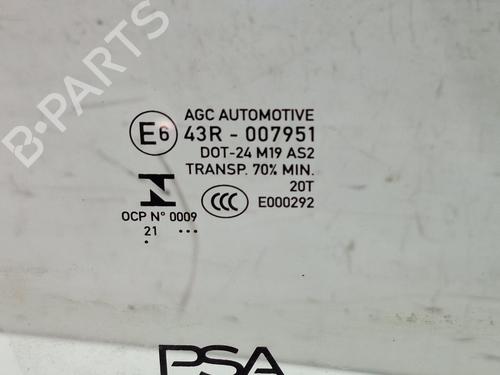 B-PARTS
AGC AUTOMOTIVE
E6 43R - 007951
DOT-24 M19 AS2
TRANSP. 70% MIN.
20T
CCC E000292
OCP N° 0009
21 . ...
PSA